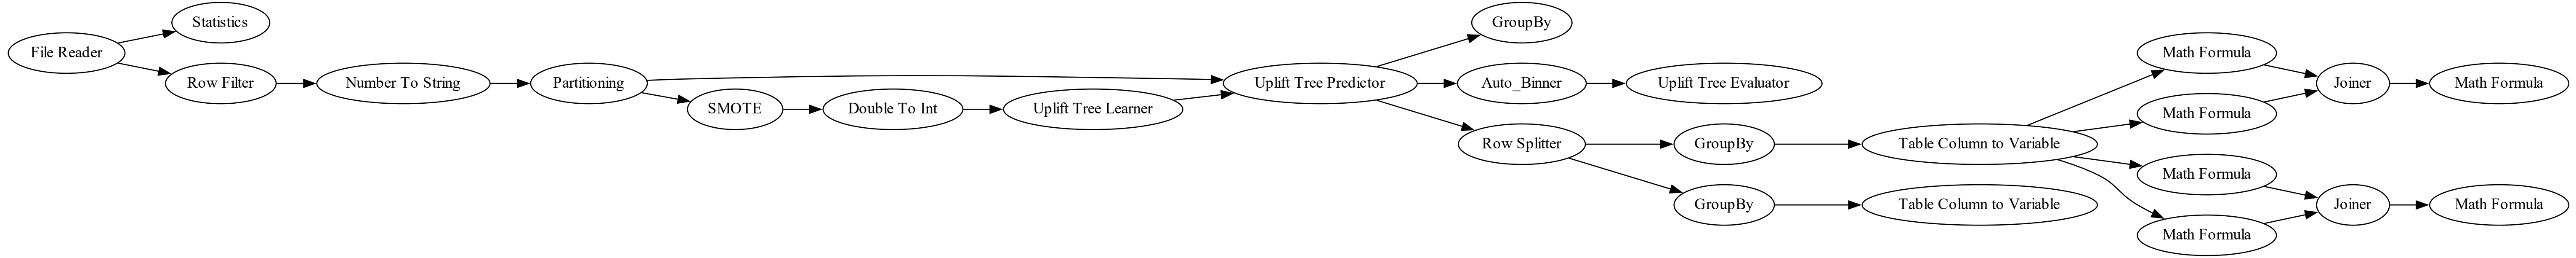 File Reader
Statistics
Row Filter
Number To String
Partitioning
SMOTE
Double To Int
Uplift Tree Learner
Uplift Tree Predictor
GroupBy
Auto_Binner
Uplift Tree Evaluator
Row Splitter
GroupBy
GroupBy
Table Column to Variable
Table Column to Variable
Math Formula
Math Formula
Math Formula
Math Formula
Joiner
Joiner
Math Formula
Math Formula